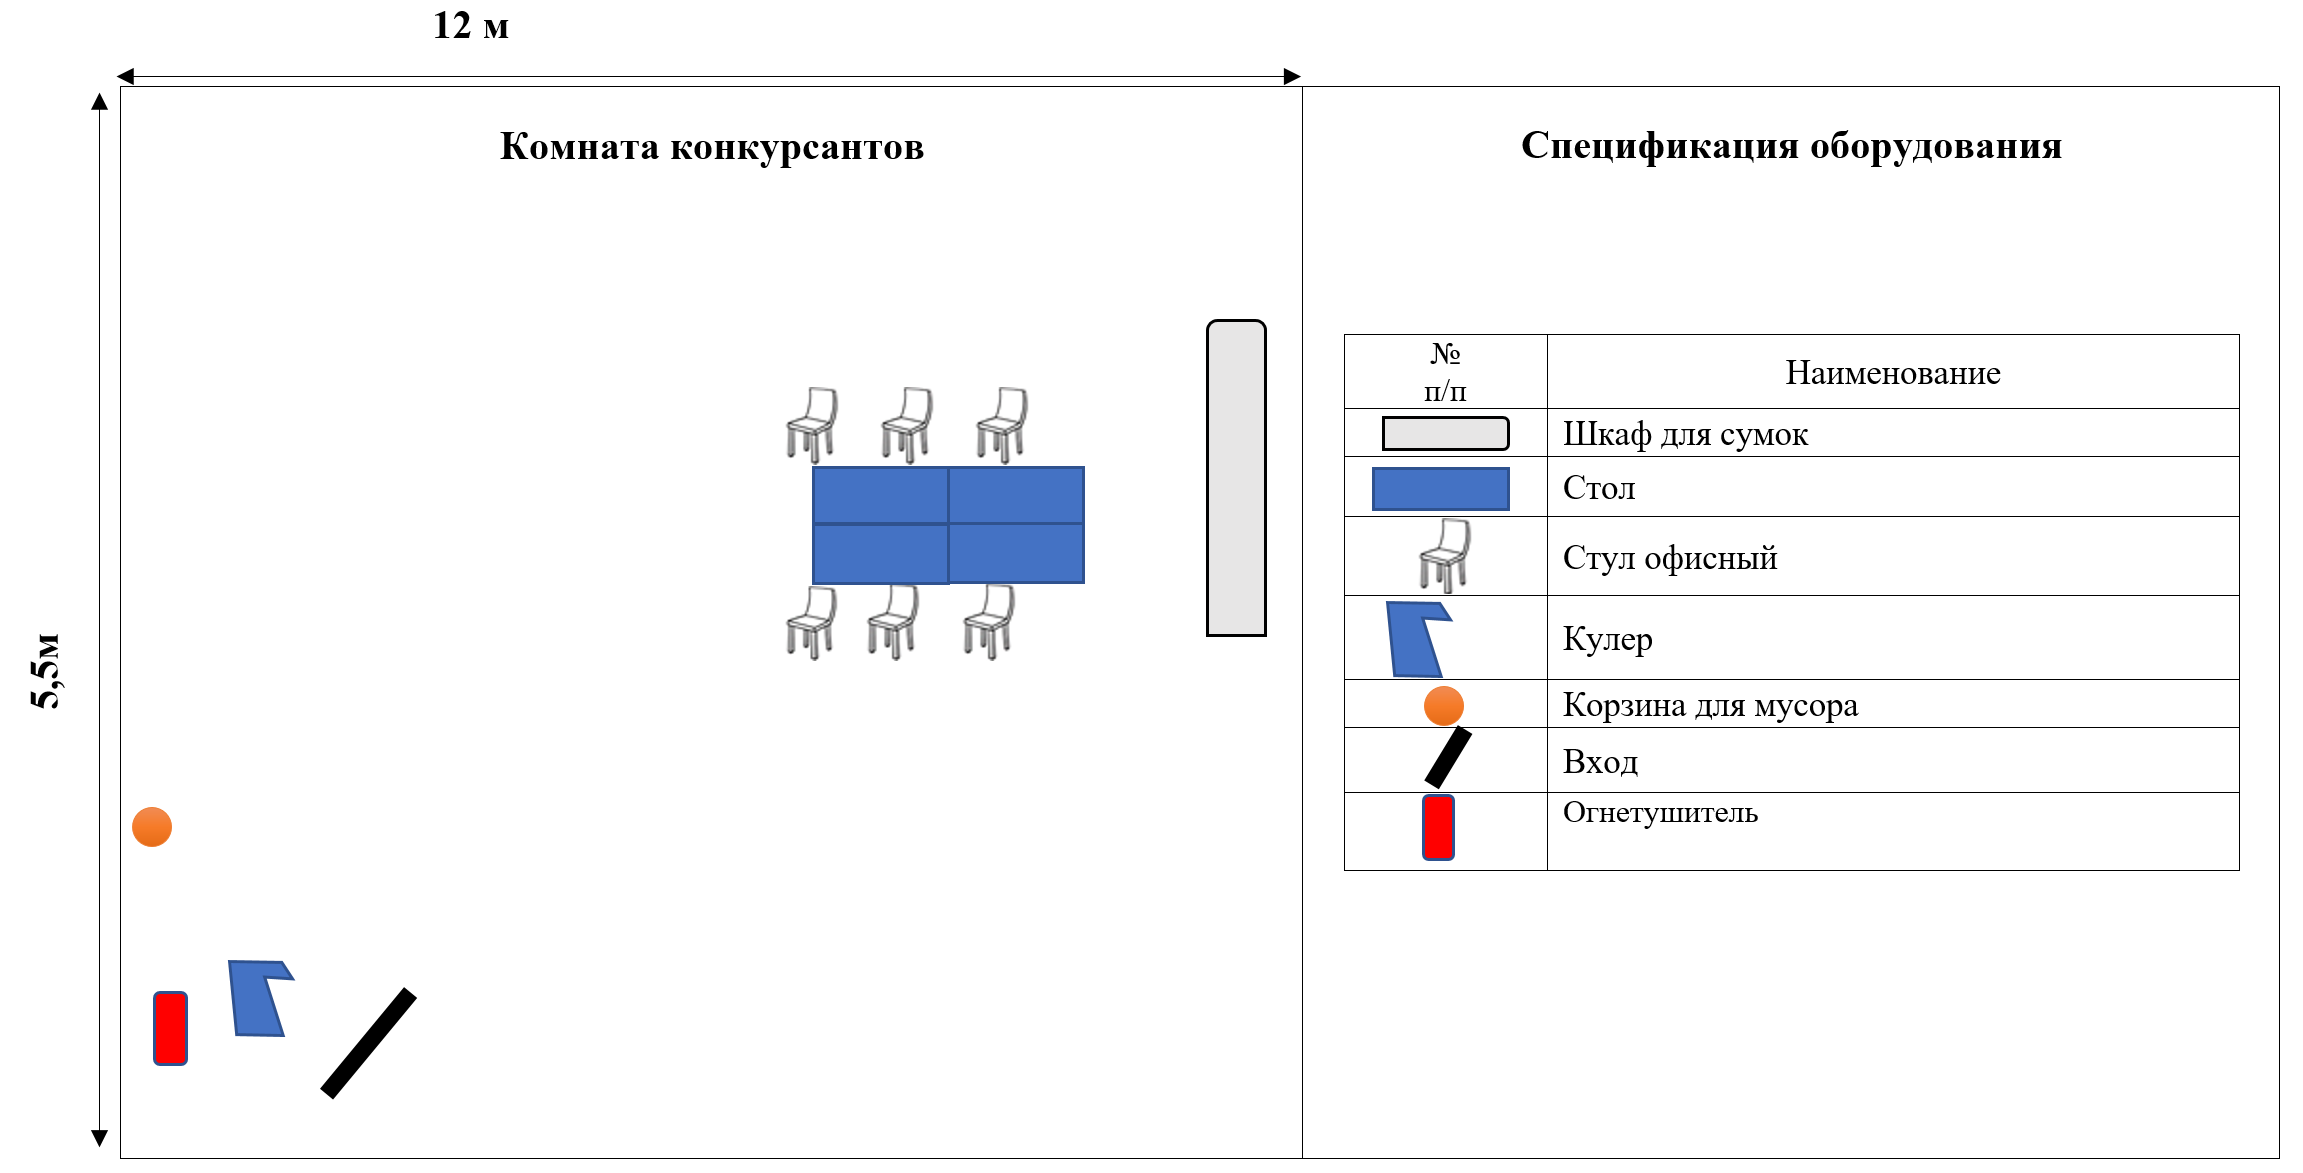 12 м
Комната конкурсантов
Спецификация оборудования
5,5м
№
п/п
Наименование
Шкаф для сумок
Стол
Стул офисный
Кулер
Корзина для мусора
Вход
Огнетушитель